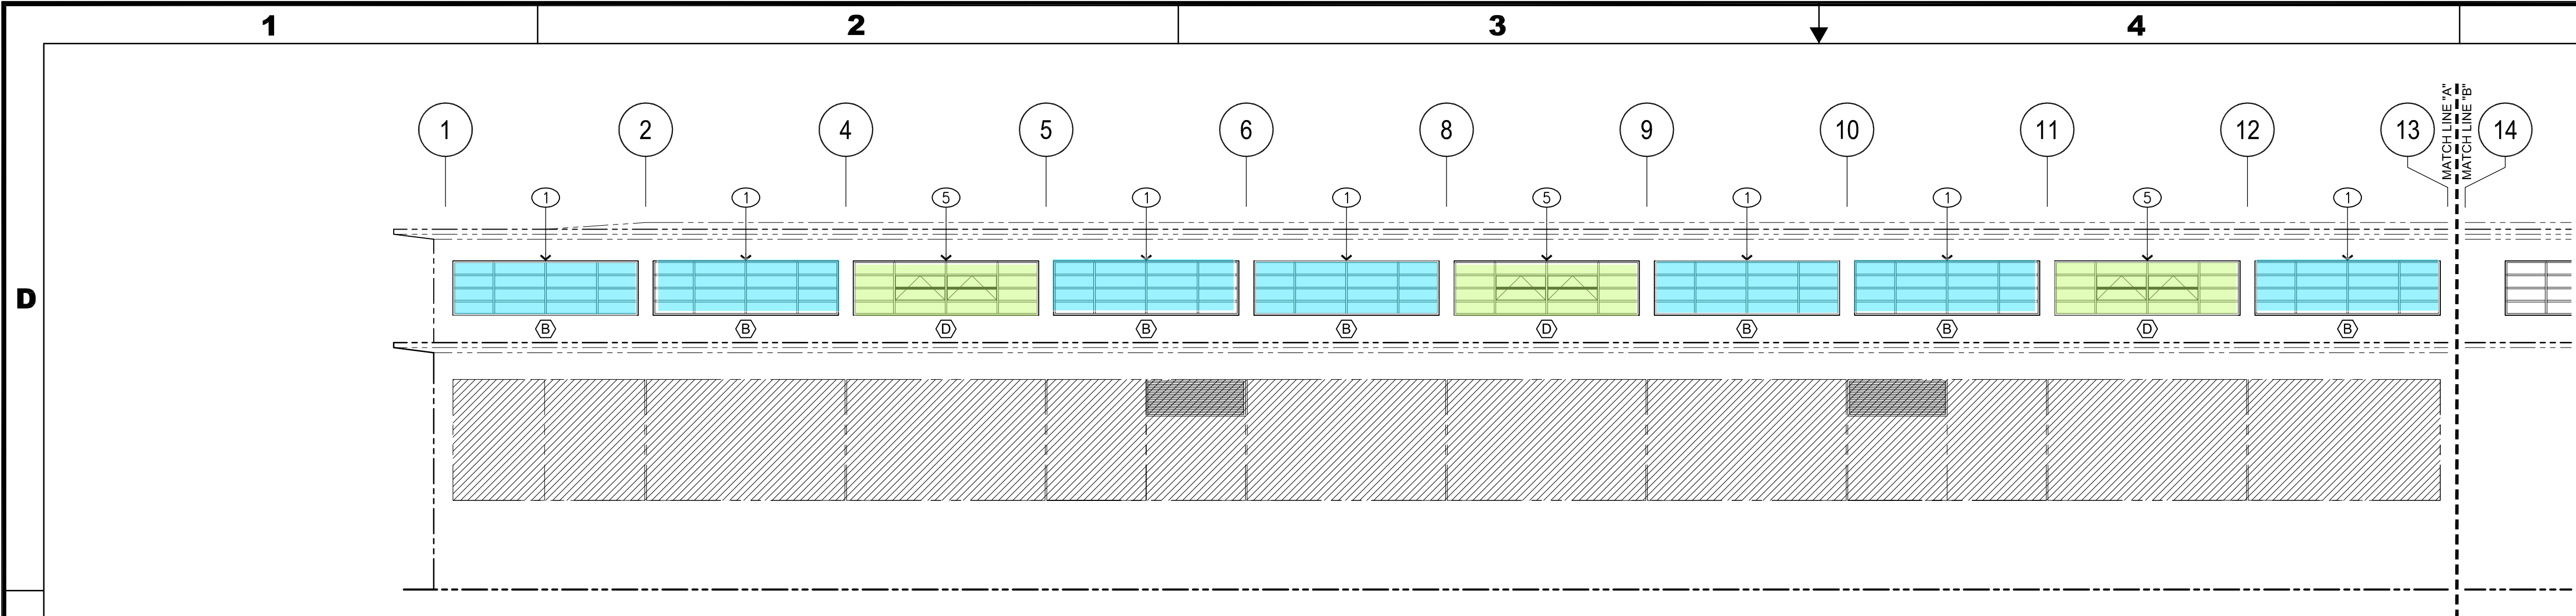 1 2 3 4
1 2 4 5 6 8 9 10 11 12 13 14
MATCH LINE "A"
MATCH LINE "B"
1 1 5 1 1 5 1 1 5 1
D
B B D B B D B B D B